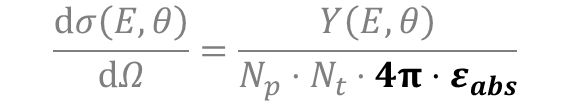 dσ(E, θ)/dΩ = Y(E, θ)/(N_p · N_t · 4π · ε_abs)